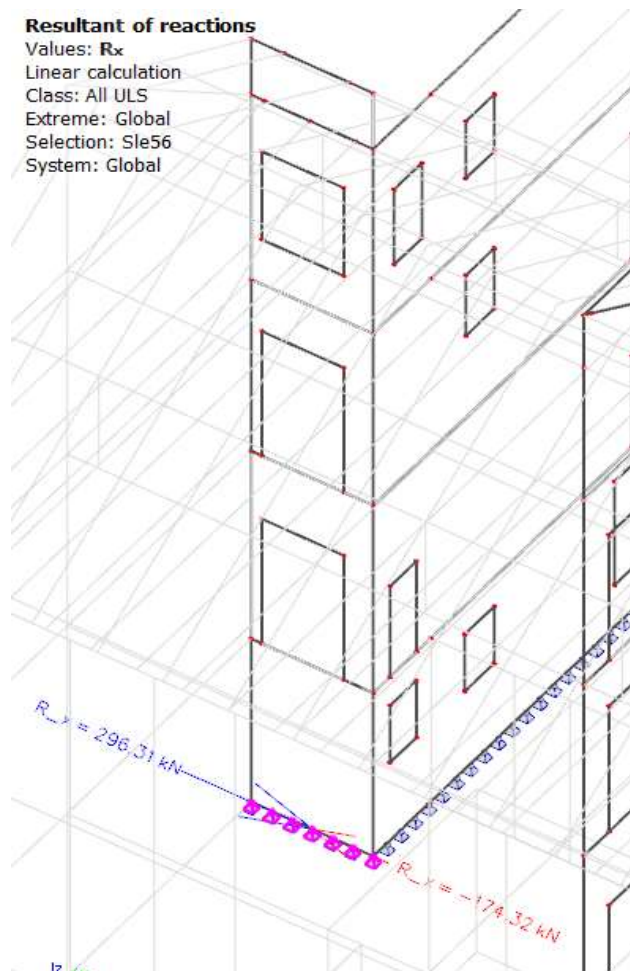 Resultant of reactions
Values: Rx
Linear calculation
Class: All ULS
Extreme: Global
Selection: Sle56
System: Global
R_x = 296.31 kN
R_x = -174.32 kN